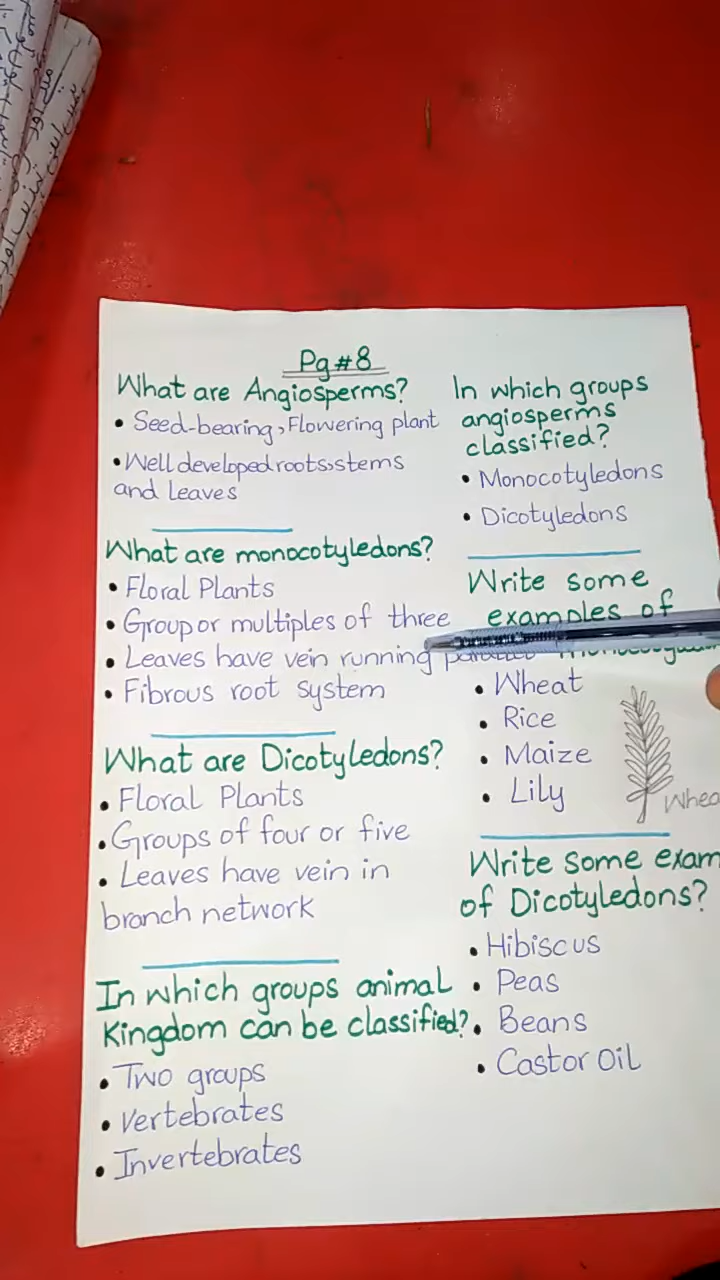 Pg#8
What are Angiosperms?
• Seed-bearing, Flowering plant
• Well developed roots, stems
and leaves
What are monocotyledons?
• Floral Plants
• Group or multiples of three
• Leaves have vein running
• Fibrous root system
What are Dicotyledons?
• Floral Plants
• Groups of four or five
• Leaves have vein in
branch network
In which groups animal
Kingdom can be classified?
• Two groups
• Vertebrates
• Invertebrates
In which groups
angiosperms
classified?
• Monocotyledons
• Dicotyledons
Write some
examples of
• Wheat
• Rice
• Maize
• Lily
Whea
Write some exam
of Dicotyledons?
• Hibiscus
• Peas
• Beans
• Castor oil